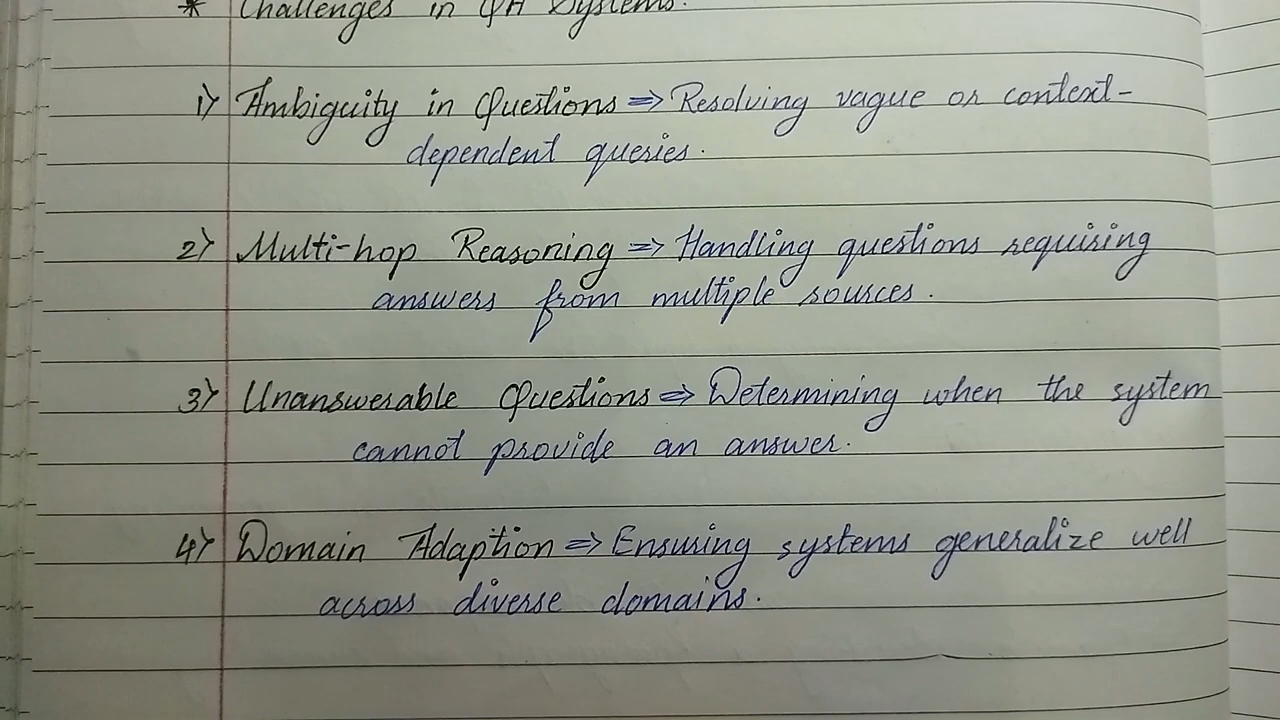 * Challenges in QA Systems.
1) Ambiguity in Questions ⇒ Resolving vague or context-
dependent queries.
2) Multi-hop Reasoning ⇒ Handling questions requiring
answers from multiple sources.
3) Unanswerable Questions ⇒ Determining when the system
cannot provide an answer.
4) Domain Adaption ⇒ Ensuring systems generalize well
across diverse domains.